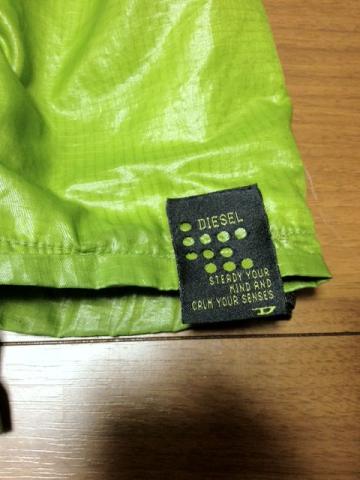 DIESEL
STEADY YOUR
MIND AND
CALM YOUR SENSES
D